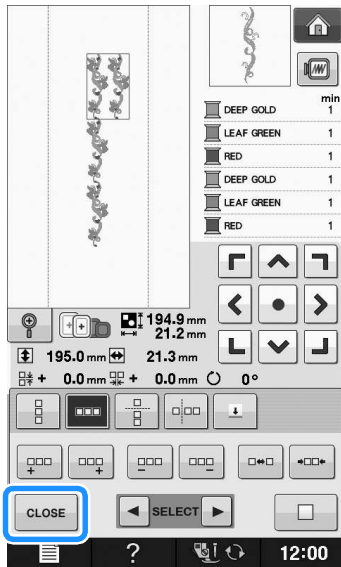 min
DEEP GOLD 1
LEAF GREEN 1
RED 1
DEEP GOLD 1
LEAF GREEN 1
RED 1
194.9 mm
21.2 mm
195.0 mm 21.3 mm
+ 0.0 mm + 0.0 mm 0°
+ + - -
CLOSE SELECT
? 12:00